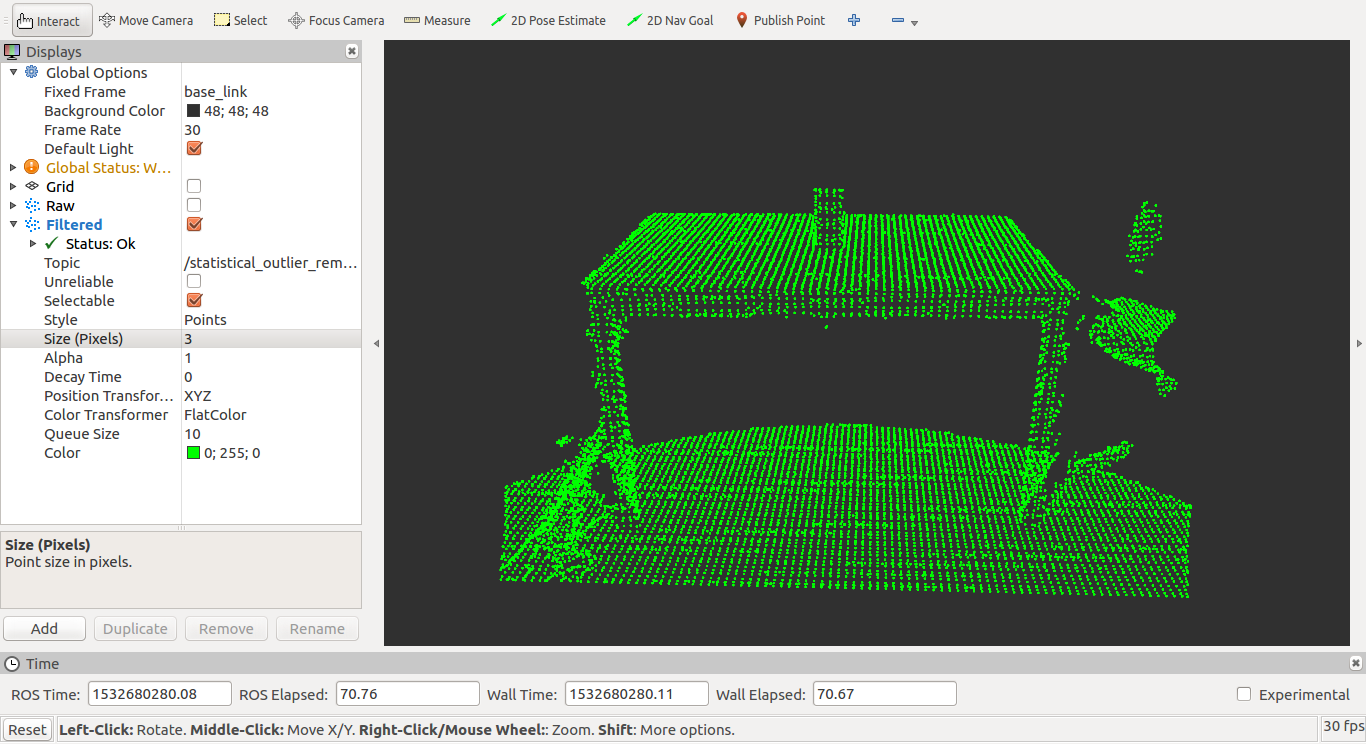 Interact Move Camera Select Focus Camera Measure 2D Pose Estimate 2D Nav Goal Publish Point
Displays
Global Options
Fixed Frame base_link
Background Color 48; 48; 48
Frame Rate 30
Default Light
Global Status: W...
Grid
Raw
Filtered
Status: Ok
Topic /statistical_outlier_rem...
Unreliable
Selectable
Style Points
Size (Pixels) 3
Alpha 1
Decay Time 0
Position Transfor... XYZ
Color Transformer FlatColor
Queue Size 10
Color 0; 255; 0
Size (Pixels)
Point size in pixels.
Add Duplicate Remove Rename
Time
ROS Time: 1532680280.08 ROS Elapsed: 70.76 Wall Time: 1532680280.11 Wall Elapsed: 70.67 Experimental
Reset Left-Click: Rotate. Middle-Click: Move X/Y. Right-Click/Mouse Wheel:: Zoom. Shift: More options. 30 fps